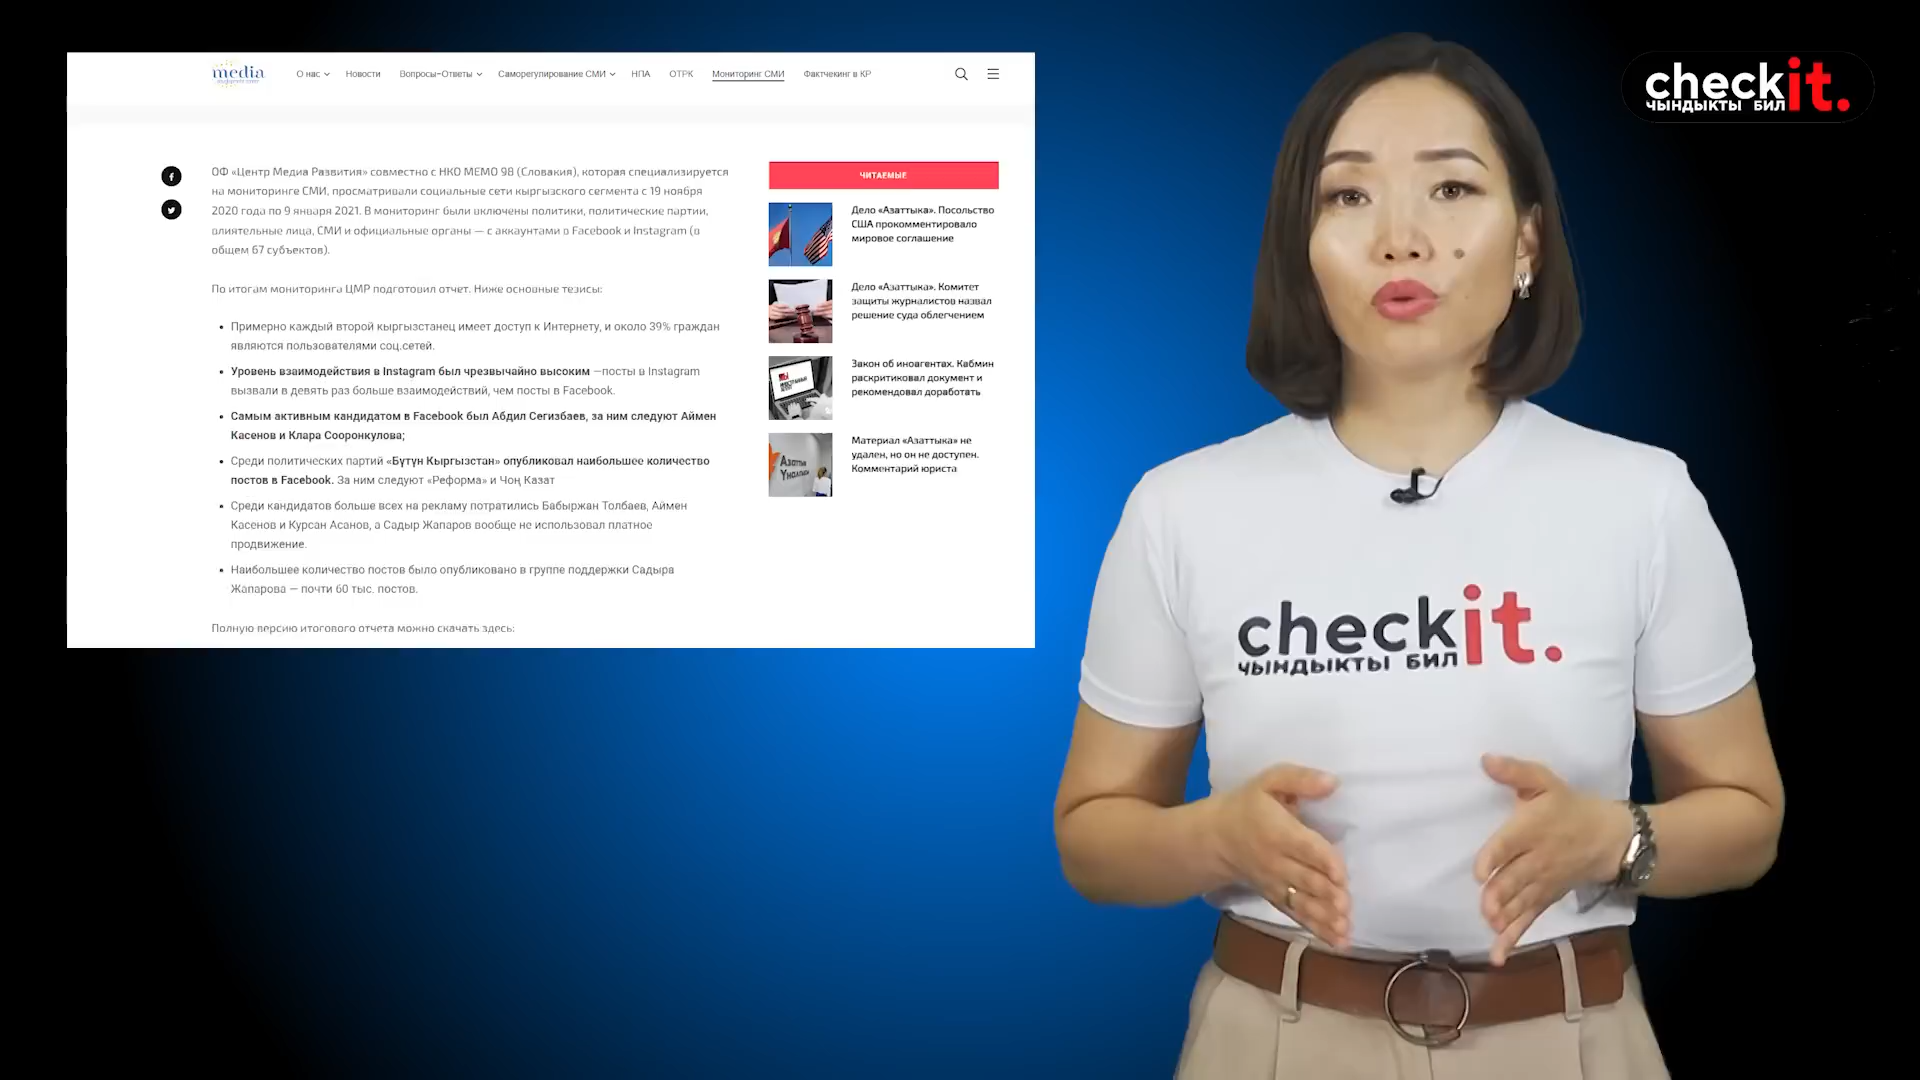 media
О нас
Новости
Вопросы-Ответы
Саморегулирование СМИ
НПА
ОТРК
Мониторинг СМИ
Фактчекинг в КР
ОФ «Центр Медиа Развития» совместно с НКО МЕМО 98 (Словакия), которая специализируется
на мониторинге СМИ, просматривали социальные сети кыргызского сегмента с 19 ноября
2020 года по 9 января 2021. В мониторинг были включены политики, политические партии,
влиятельные лица, СМИ и официальные органы — с аккаунтами в Facebook и Instagram (в
общем 67 субъектов).
По итогам мониторинга ЦМР подготовил отчет. Ниже основные тезисы:
Примерно каждый второй кыргызстанец имеет доступ к Интернету, и около 39% граждан
являются пользователями соц.сетей.
Уровень взаимодействия в Instagram был чрезвычайно высоким —посты в Instagram
вызвали в девять раз больше взаимодействий, чем посты в Facebook.
Самым активным кандидатом в Facebook был Абдил Сегизбаев, за ним следуют Аймен
Касенов и Клара Сооронкулова;
Среди политических партий «Бүтүн Кыргызстан» опубликовал наибольшее количество
постов в Facebook. За ним следуют «Реформа» и Чоң Казат
Среди кандидатов больше всех на рекламу потратились Бабыржан Толбаев, Аймен
Касенов и Курсан Асанов, а Садыр Жапаров вообще не использовал платное
продвижение.
Наибольшее количество постов было опубликовано в группе поддержки Садыра
Жапарова — почти 60 тыс. постов.
Полную версию итогового отчета можно скачать здесь:
ЧИТАЕМЫЕ
Дело «Азаттыка». Посольство
США прокомментировало
мировое соглашение
Дело «Азаттыка». Комитет
защиты журналистов назвал
решение суда облегчением
Закон об иноагентах. Кабмин
раскритиковал документ и
рекомендовал доработать
Материал «Азаттыка» не
удален, но он не доступен.
Комментарий юриста
Азаттык
Үналгысы
checkit.
ЧЫНДЫКТЫ БИЛ
checkit.
ЧЫНДЫКТЫ БИЛ